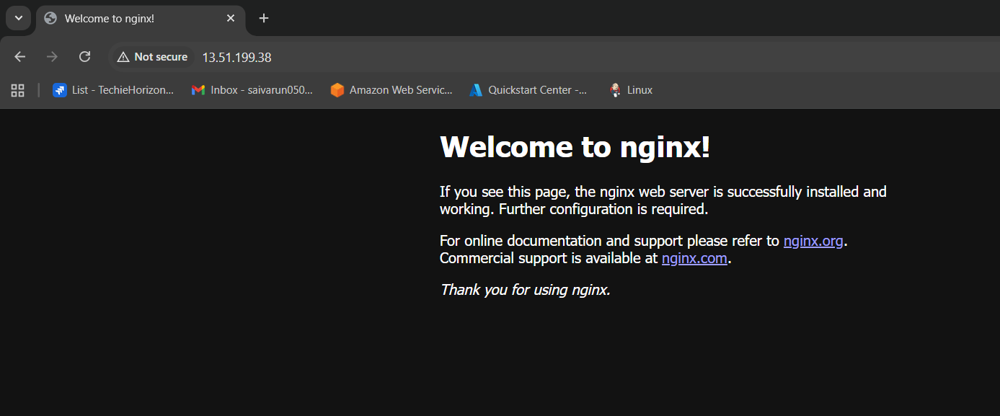 Welcome to nginx!
Not secure
13.51.199.38
List - TechieHorizon...
Inbox - saivarun050...
Amazon Web Servic...
Quickstart Center -...
Linux
Welcome to nginx!
If you see this page, the nginx web server is successfully installed and
working. Further configuration is required.
For online documentation and support please refer to nginx.org.
Commercial support is available at nginx.com.
Thank you for using nginx.